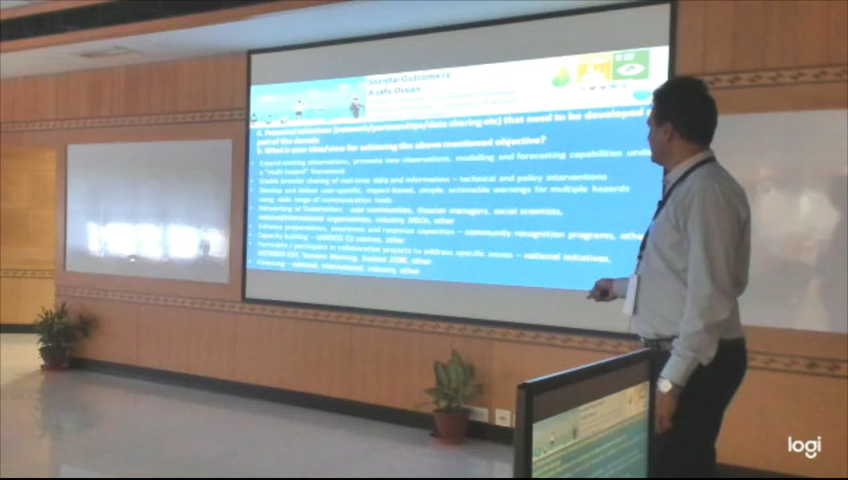 Societal Outcome IV
A safe Ocean
a. Potential initiatives (network/partnerships/data sharing etc) that need to be developed
part of the decade
b. What is your idea/view for achieving the above mentioned objective?
Expand existing observations, promote new observations, modelling and forecasting capabilities under
a "multi-hazard" framework
Enable broader sharing of real-time data and information – technical and policy interventions
Develop and deliver user-specific, impact-based, simple, actionable warnings for multiple hazards
using wide range of communication tools
Networking of Stakeholders - user communities, disaster managers, social scientists,
national/international organisations, industry, NGOs, other
Enhance preparedness, awareness and response capacities – community recognition programs, other
Capacity building – UNESCO C2 centres, other
Formulate / participate in collaborative projects to address specific issues – national initiatives,
Tsunami Warning, other
Financing – national, international, industry, other
logi